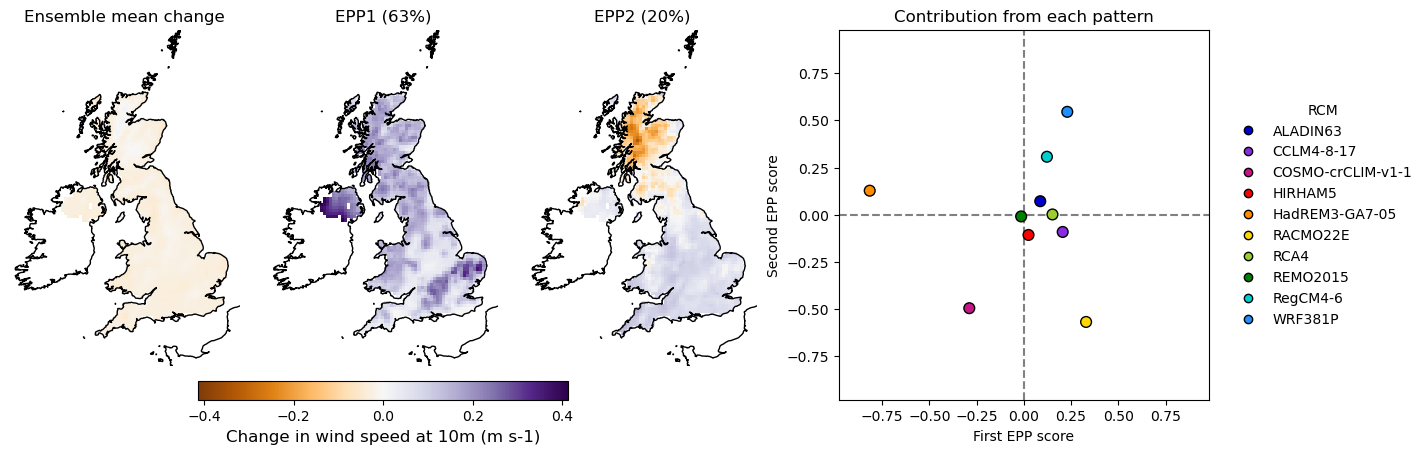 Ensemble mean change
EPP1 (63%)
EPP2 (20%)
Contribution from each pattern
−0.4
−0.2
0.0
0.2
0.4
Change in wind speed at 10m (m s-1)
Second EPP score
0.75
0.50
0.25
0.00
−0.25
−0.50
−0.75
−0.75
−0.50
−0.25
0.00
0.25
0.50
0.75
First EPP score
RCM
ALADIN63
CCLM4-8-17
COSMO-crCLIM-v1-1
HIRHAM5
HadREM3-GA7-05
RACMO22E
RCA4
REMO2015
RegCM4-6
WRF381P